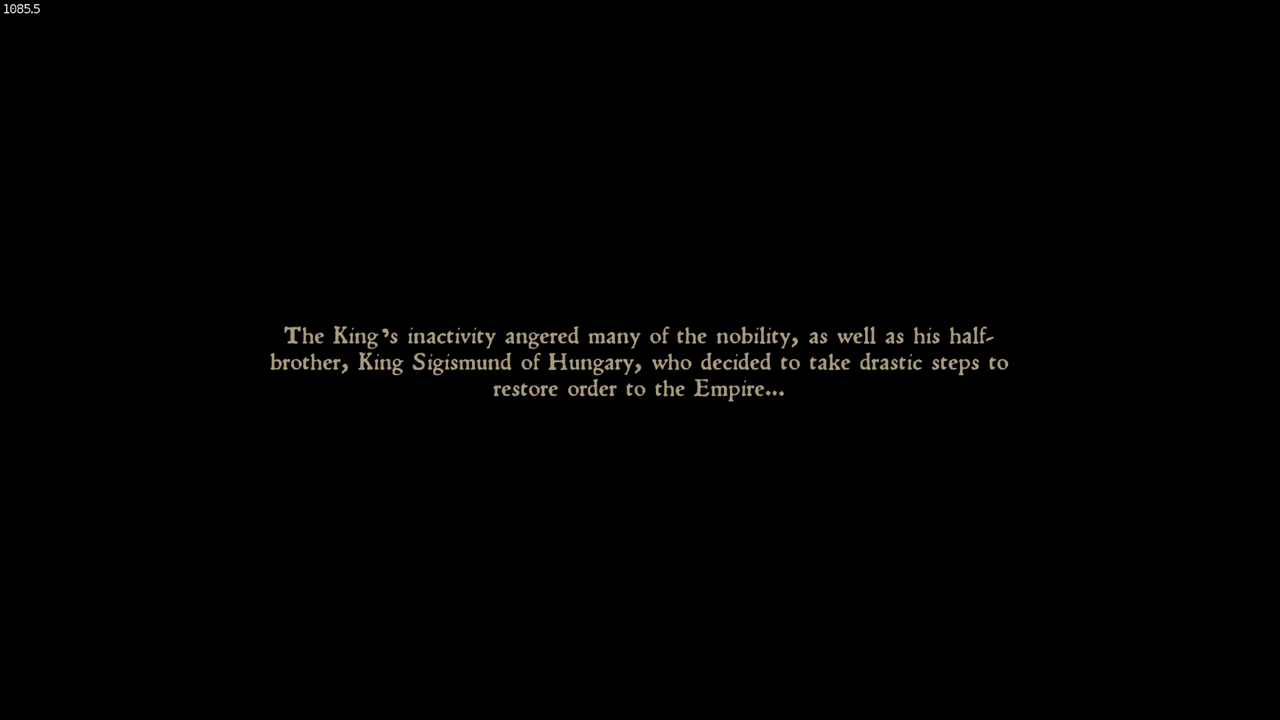 1085.5
The King's inactivity angered many of the nobility, as well as his half-
brother, King Sigismund of Hungary, who decided to take drastic steps to
restore order to the Empire...